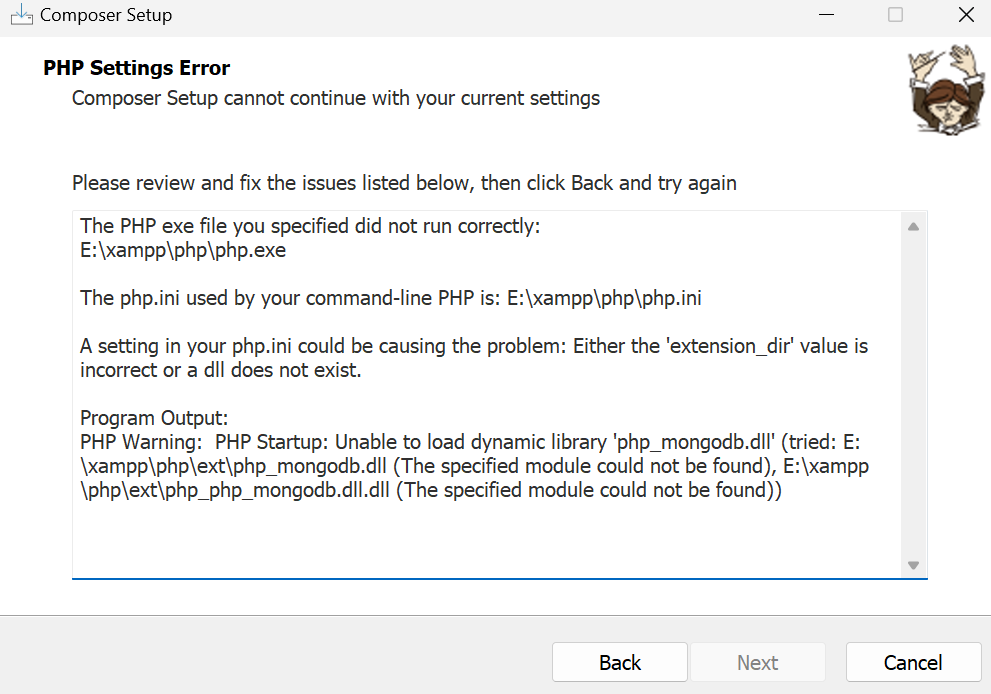 Composer Setup
PHP Settings Error
Composer Setup cannot continue with your current settings
Please review and fix the issues listed below, then click Back and try again
The PHP exe file you specified did not run correctly:
E:\xampp\php\php.exe
The php.ini used by your command-line PHP is: E:\xampp\php\php.ini
A setting in your php.ini could be causing the problem: Either the 'extension_dir' value is
incorrect or a dll does not exist.
Program Output:
PHP Warning:  PHP Startup: Unable to load dynamic library 'php_mongodb.dll' (tried: E:
\xampp\php\ext\php_mongodb.dll (The specified module could not be found), E:\xampp
\php\ext\php_php_mongodb.dll.dll (The specified module could not be found))
Back
Next
Cancel